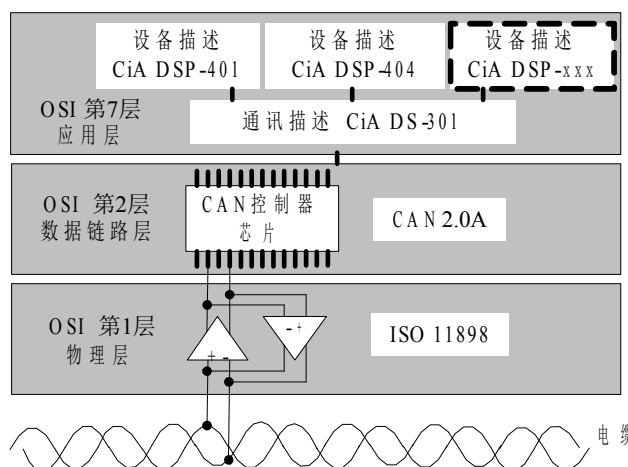 设备描述
CiA DSP-401
设备描述
CiA DSP-404
设备描述
CiA DSP-xxx
OSI 第7层
应用层
通讯描述 CiA DS-301
OSI 第2层
数据链路层
CAN控制器
芯片
CAN 2.0A
OSI 第1层
物理层
- +
+ -
ISO 11898
电缆